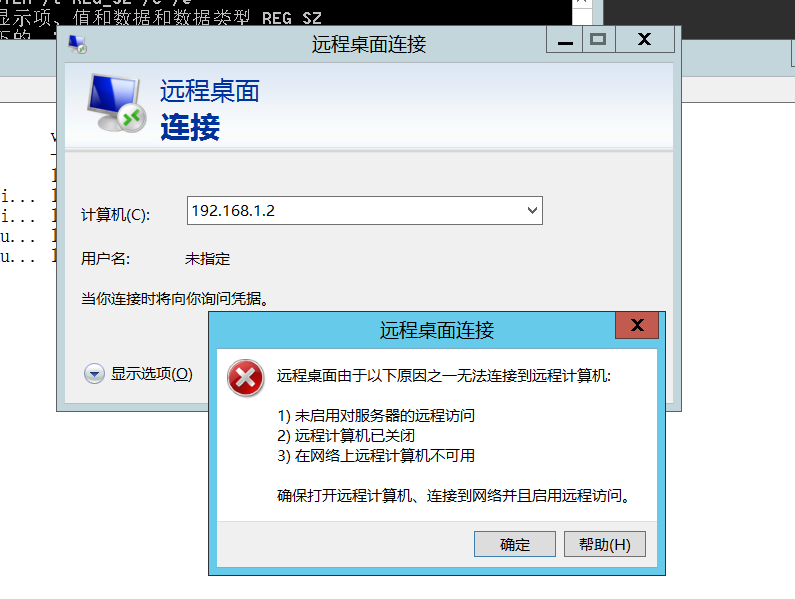 显示项、值和数据和数据类型 REG_SZ
远程桌面连接
远程桌面
连接
i...
i...
u...
u...
计算机(C):
192.168.1.2
用户名:
未指定
当你连接时将向你询问凭据。
显示选项(O)
远程桌面连接
远程桌面由于以下原因之一无法连接到远程计算机:
1) 未启用对服务器的远程访问
2) 远程计算机已关闭
3) 在网络上远程计算机不可用
确保打开远程计算机、连接到网络并且启用远程访问。
确定
帮助(H)